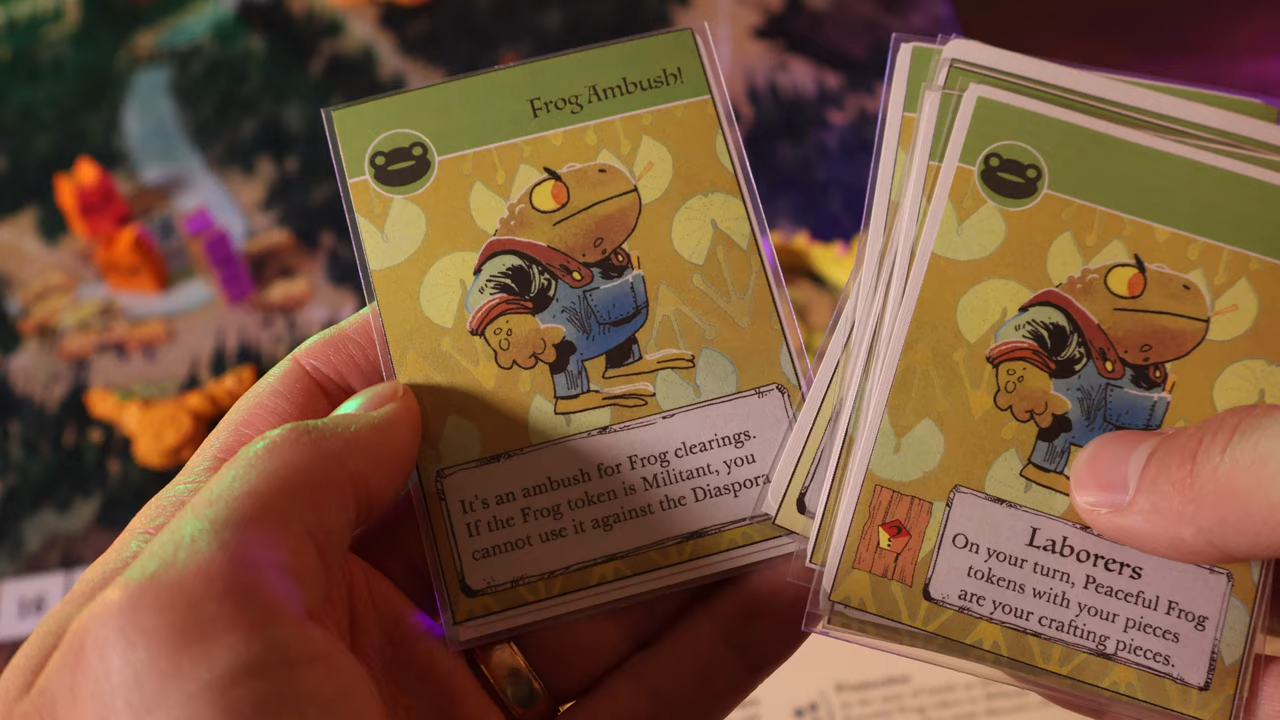 Frog Ambush!
It's an ambush for Frog clearings.
If the Frog token is Militant, you
cannot use it against the Diaspora
Laborers
On your turn, Peaceful Frog
tokens with your pieces
are your crafting pieces.
16